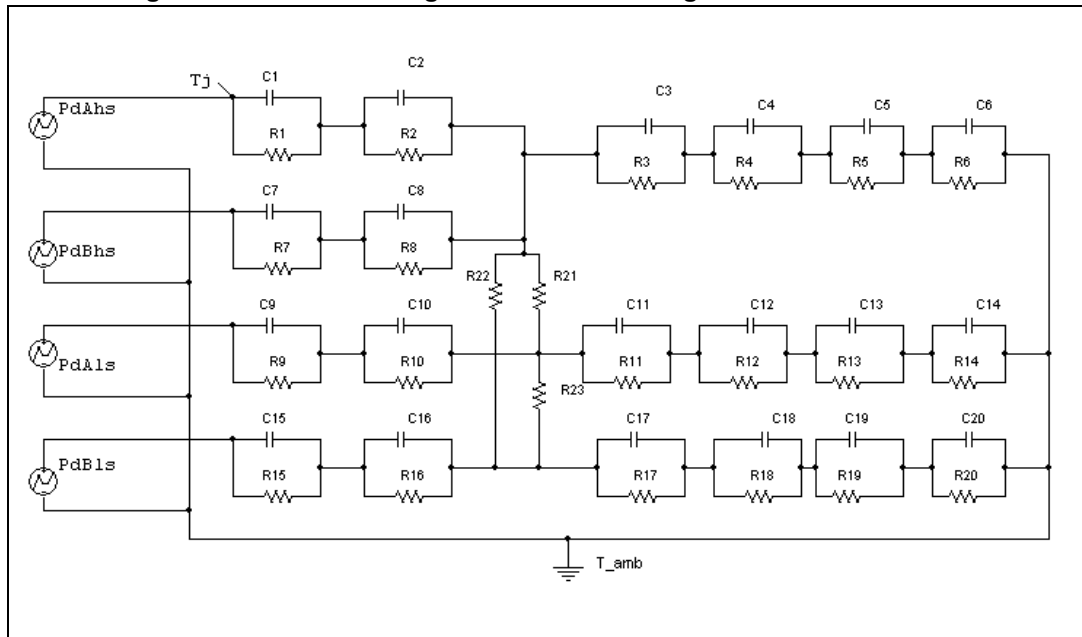 C2
Tj C1
C3
C4 C5 C6
PdAhs
R1 R2
R3 R4 R5 R6
C7 C8
PdBhs
R7 R8
R22 R21
C9 C10 C11 C12 C13 C14
PdAls
R9 R10 R11 R12 R13 R14
R23
C15 C16 C17 C18 C19 C20
PdBls
R15 R16 R17 R18 R19 R20
T_amb